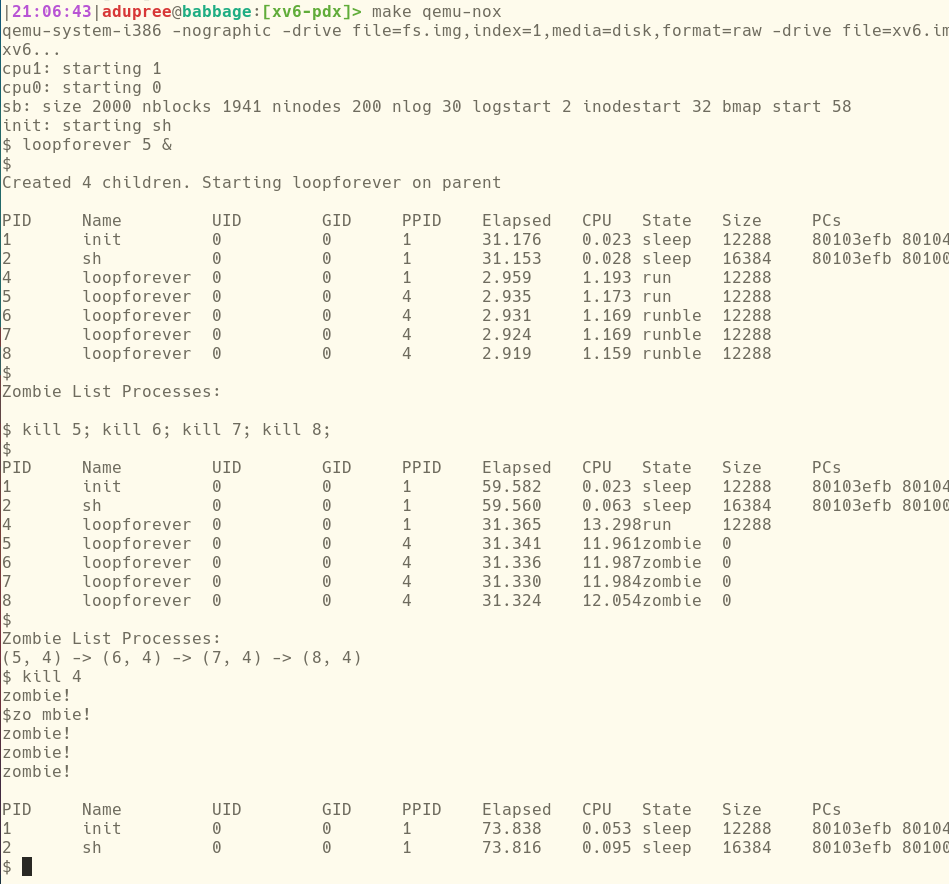 |21:06:43|adupree@babbage:[xv6-pdx]> make qemu-nox
qemu-system-i386 -nographic -drive file=fs.img,index=1,media=disk,format=raw -drive file=xv6.im
xv6...
cpu1: starting 1
cpu0: starting 0
sb: size 2000 nblocks 1941 ninodes 200 nlog 30 logstart 2 inodestart 32 bmap start 58
init: starting sh
$ loopforever 5 &
$
Created 4 children. Starting loopforever on parent
PID     Name         UID        GID     PPID    Elapsed   CPU   State   Size     PCs
1       init         0          0       1       31.176    0.023 sleep   12288    80103efb 80104
2       sh           0          0       1       31.153    0.028 sleep   16384    80103efb 80100
4       loopforever  0          0       1       2.959     1.193 run     12288
5       loopforever  0          0       4       2.935     1.173 run     12288
6       loopforever  0          0       4       2.931     1.169 runble  12288
7       loopforever  0          0       4       2.924     1.169 runble  12288
8       loopforever  0          0       4       2.919     1.159 runble  12288
$
Zombie List Processes:
$ kill 5; kill 6; kill 7; kill 8;
$
PID     Name         UID        GID     PPID    Elapsed   CPU   State   Size     PCs
1       init         0          0       1       59.582    0.023 sleep   12288    80103efb 80104
2       sh           0          0       1       59.560    0.063 sleep   16384    80103efb 80100
4       loopforever  0          0       1       31.365    13.298run     12288
5       loopforever  0          0       4       31.341    11.961zombie  0
6       loopforever  0          0       4       31.336    11.987zombie  0
7       loopforever  0          0       4       31.330    11.984zombie  0
8       loopforever  0          0       4       31.324    12.054zombie  0
$
Zombie List Processes:
(5, 4) -> (6, 4) -> (7, 4) -> (8, 4)
$ kill 4
zombie!
$zo mbie!
zombie!
zombie!
zombie!
PID     Name         UID        GID     PPID    Elapsed   CPU   State   Size     PCs
1       init         0          0       1       73.838    0.053 sleep   12288    80103efb 80104
2       sh           0          0       1       73.816    0.095 sleep   16384    80103efb 80100
$